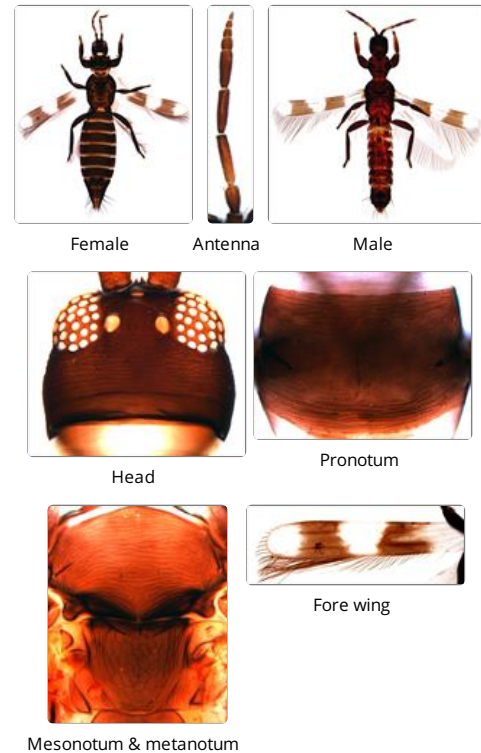 Female
Antenna
Male
Head
Pronotum
Fore wing
Mesonotum & metanotum